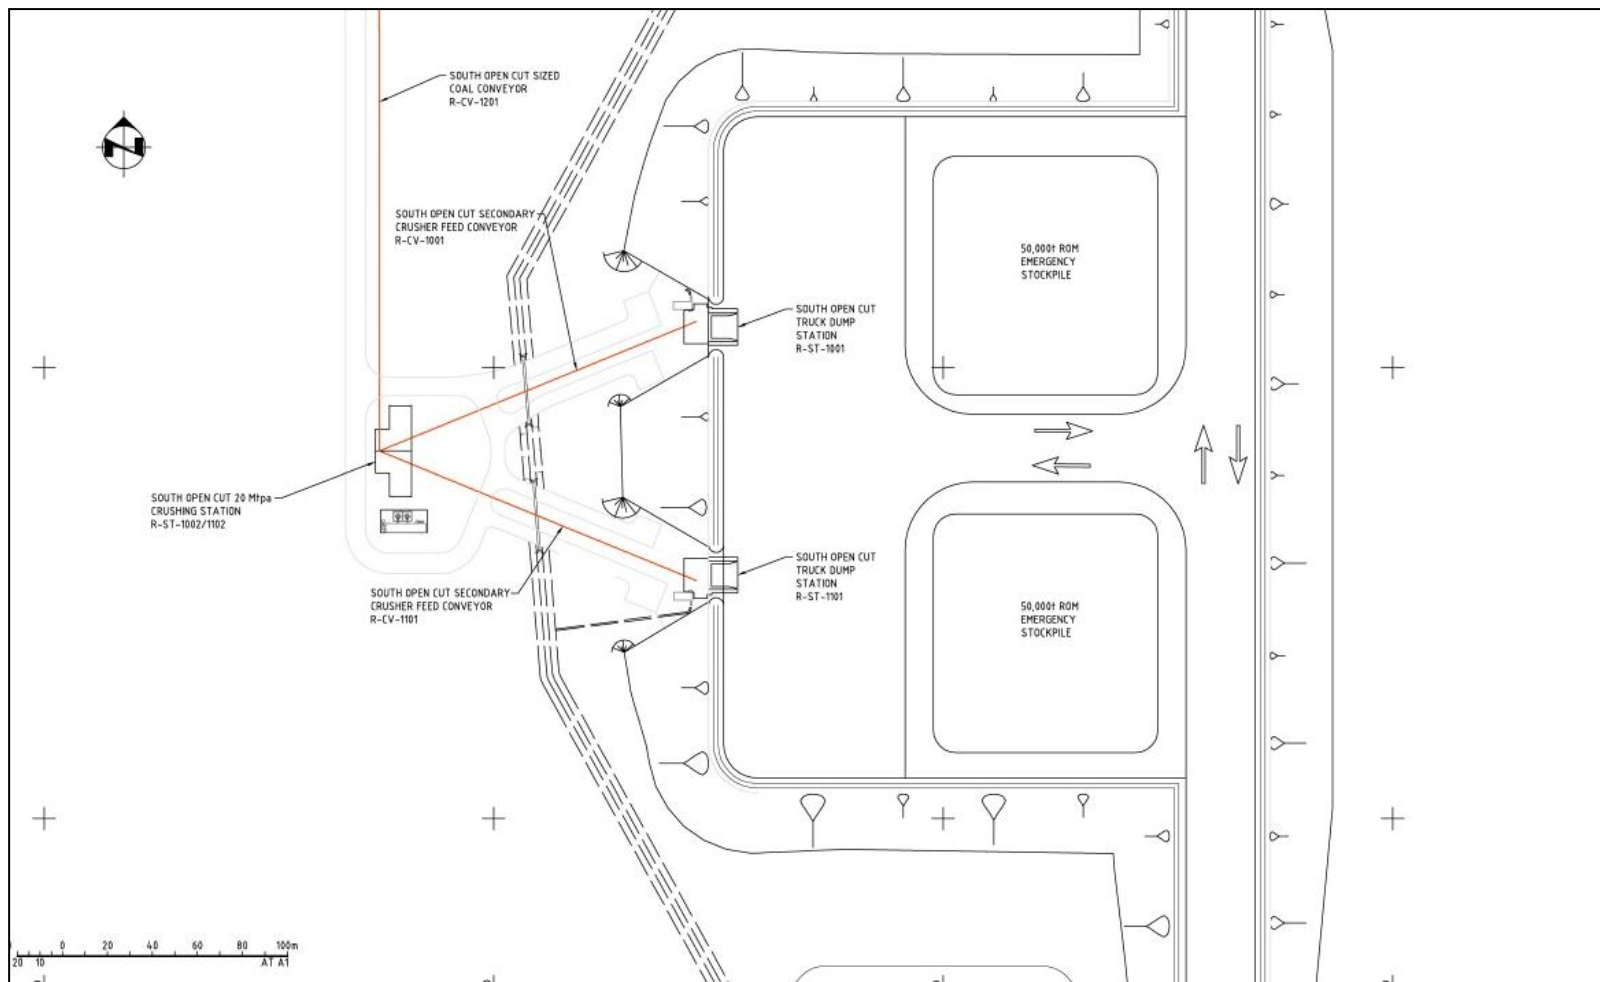 SOUTH OPEN CUT SIZED
COAL CONVEYOR
R-CV-1201
SOUTH OPEN CUT SECONDARY
CRUSHER FEED CONVEYOR
R-CV-1001
50,000t ROM
EMERGENCY
STOCKPILE
SOUTH OPEN CUT
TRUCK DUMP
STATION
R-ST-1001
SOUTH OPEN CUT 20 Mtpa
CRUSHING STATION
R-ST-1002/1102
SOUTH OPEN CUT
TRUCK DUMP
STATION
R-ST-1101
SOUTH OPEN CUT SECONDARY
CRUSHER FEED CONVEYOR
R-CV-1101
50,000t ROM
EMERGENCY
STOCKPILE
0 20 40 60 80 100m
20 10 AT A1